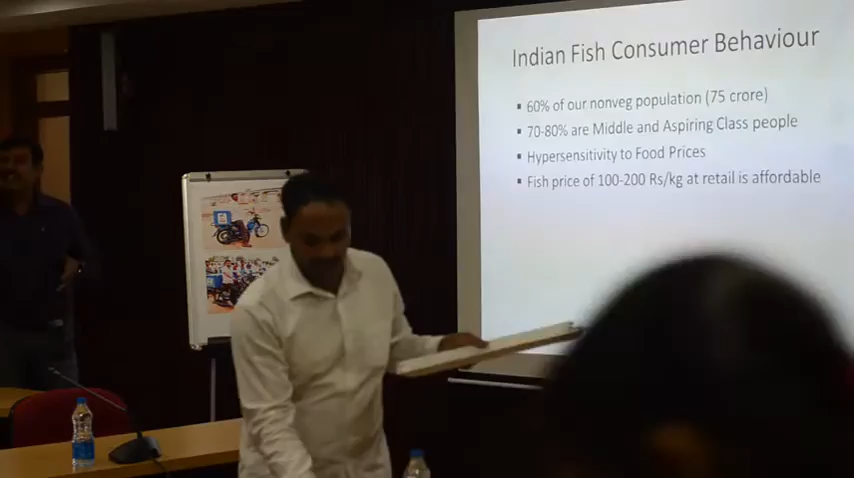 Indian Fish Consumer Behaviour
▪ 60% of our nonveg population (75 crore)
▪ 70-80% are Middle and Aspiring Class people
▪ Hypersensitivity to Food Prices
▪ Fish price of 100-200 Rs/kg at retail is affordable